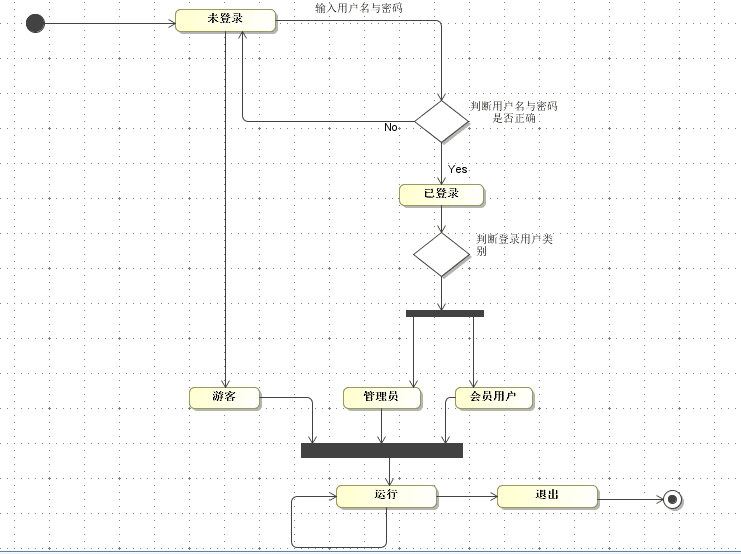 输入用户名与密码
未登录
判断用户名与密码
是否正确
No
Yes
已登录
判断登录用户类
别
游客
管理员
会员用户
运行
退出